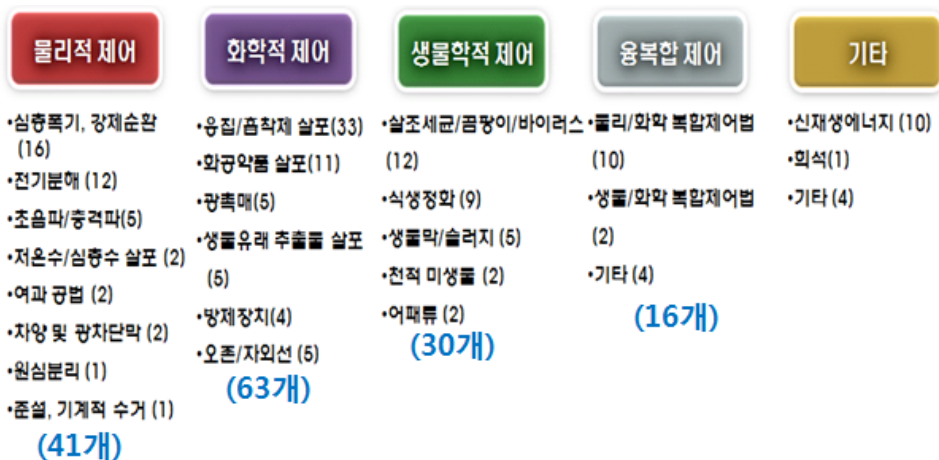 물리적 제어
•심층폭기, 강제순환
(16)
•전기분해 (12)
•초음파/충격파(5)
•저온수/심층수 살포 (2)
•여과 공법 (2)
•차양 및 광차단막 (2)
•원심분리 (1)
•준설, 기계적 수거 (1)
(41개)
화학적 제어
•응집/흡착제 살포(33)
•화공약품 살포(11)
•광촉매(5)
•생물유래 추출물 살포
(5)
•방제장치(4)
•오존/자외선 (5)
(63개)
생물학적 제어
•살조세균/곰팡이/바이러스
(12)
•식생정화 (9)
•생물막/슬러지 (5)
•천적 미생물 (2)
•어패류 (2)
(30개)
융복합 제어
•물리/화학 복합제어법
(10)
•생물/화학 복합제어법
(2)
•기타 (4)
(16개)
기타
•신재생에너지 (10)
•희석(1)
•기타 (4)